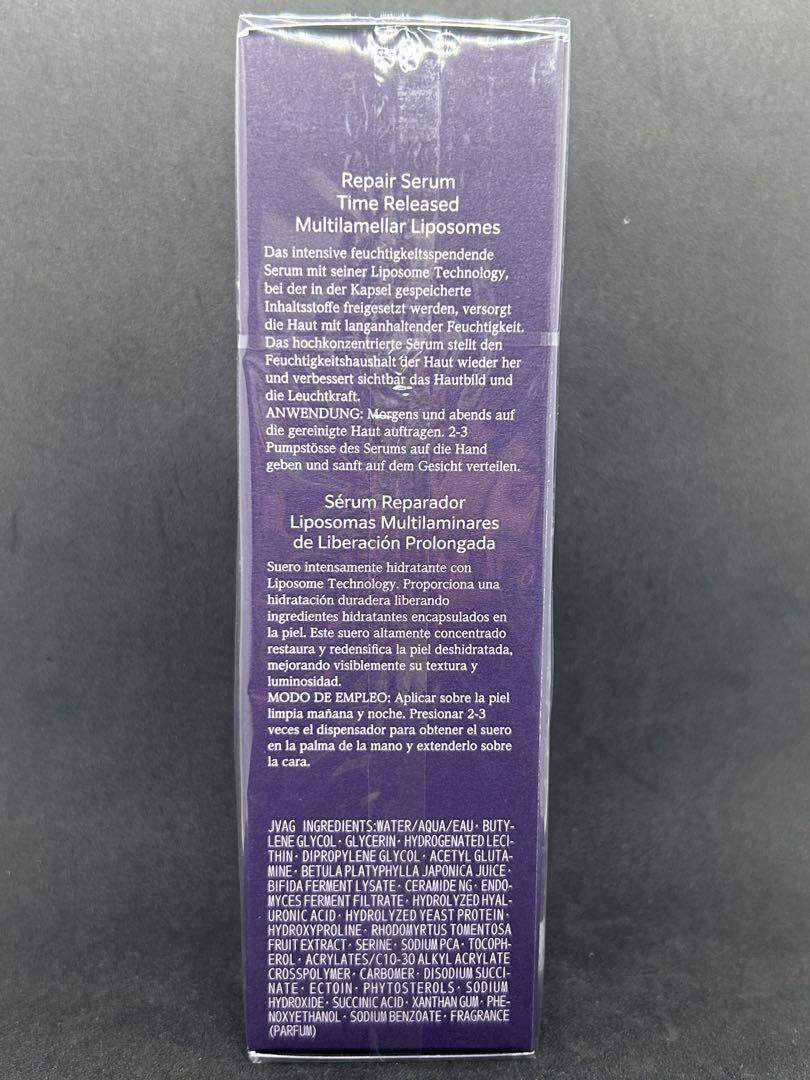 Repair Serum
Time Released
Multilamellar Liposomes
Das intensive feuchtigkeitsspendende
Serum mit seiner Liposome Technology,
bei der in der Kapsel gespeicherte
Inhaltsstoffe freigesetzt werden, versorgt
die Haut mit langanhaltender Feuchtigkeit.
Das hochkonzentrierte Serum stellt den
Feuchtigkeitshaushalt der Haut wieder her
und verbessert sichtbar das Hautbild und
die Leuchtkraft.
ANWENDUNG: Morgens und abends auf
die gereinigte Haut auftragen. 2-3
Pumpstösse des Serums auf die Hand
geben und sanft auf dem Gesicht verteilen.
Sérum Reparador
Liposomas Multilaminares
de Liberación Prolongada
Suero intensamente hidratante con
Liposome Technology. Proporciona una
hidratación duradera liberando
ingredientes hidratantes encapsulados en
la piel. Este suero altamente concentrado
restaura y redensifica la piel deshidratada,
mejorando visiblemente su textura y
luminosidad.
MODO DE EMPLEO: Aplicar sobre la piel
limpia mañana y noche. Presionar 2-3
veces el dispensador para obtener el suero
en la palma de la mano y extenderlo sobre
la cara.
JVAG INGREDIENTS:WATER/AQUA/EAU· BUTY-
LENE GLYCOL· GLYCERIN· HYDROGENATED LECI-
THIN· DIPROPYLENE GLYCOL· ACETYL GLUTA-
MINE· BETULA PLATYPHYLLA JAPONICA JUICE·
BIFIDA FERMENT LYSATE· CERAMIDE NG· ENDO-
MYCES FERMENT FILTRATE· HYDROLYZED HYAL-
URONIC ACID· HYDROLYZED YEAST PROTEIN·
HYDROXYPROLINE· RHODOMYRTUS TOMENTOSA
FRUIT EXTRACT· SERINE· SODIUM PCA· TOCOPH-
EROL· ACRYLATES/C10-30 ALKYL ACRYLATE
CROSSPOLYMER· CARBOMER· DISODIUM SUCCI-
NATE· ECTOIN· PHYTOSTEROLS· SODIUM
HYDROXIDE· SUCCINIC ACID· XANTHAN GUM· PHE-
NOXYETHANOL· SODIUM BENZOATE· FRAGRANCE
(PARFUM)